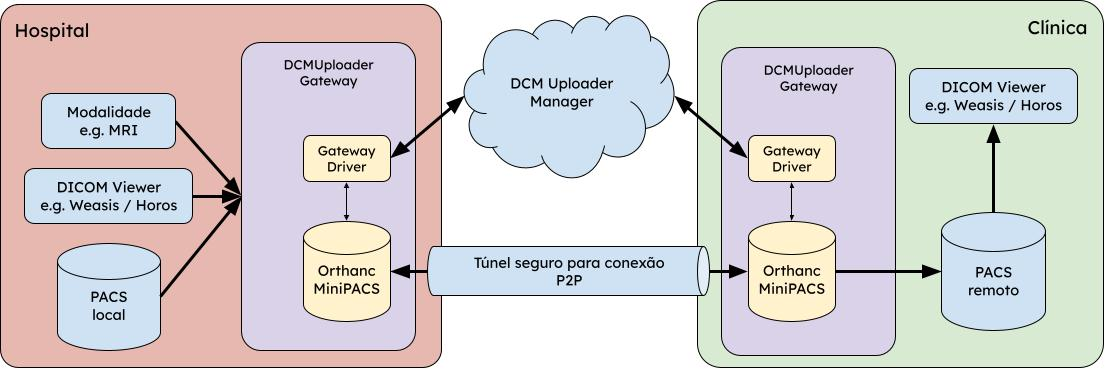 Hospital
DCMUploader
Gateway
Modalidade
e.g. MRI
DICOM Viewer
e.g. Weasis / Horos
PACS
local
Gateway
Driver
Orthanc
MiniPACS
DCM Uploader
Manager
Túnel seguro para conexão
P2P
Clínica
DCMUploader
Gateway
Gateway
Driver
Orthanc
MiniPACS
DICOM Viewer
e.g. Weasis / Horos
PACS
remoto